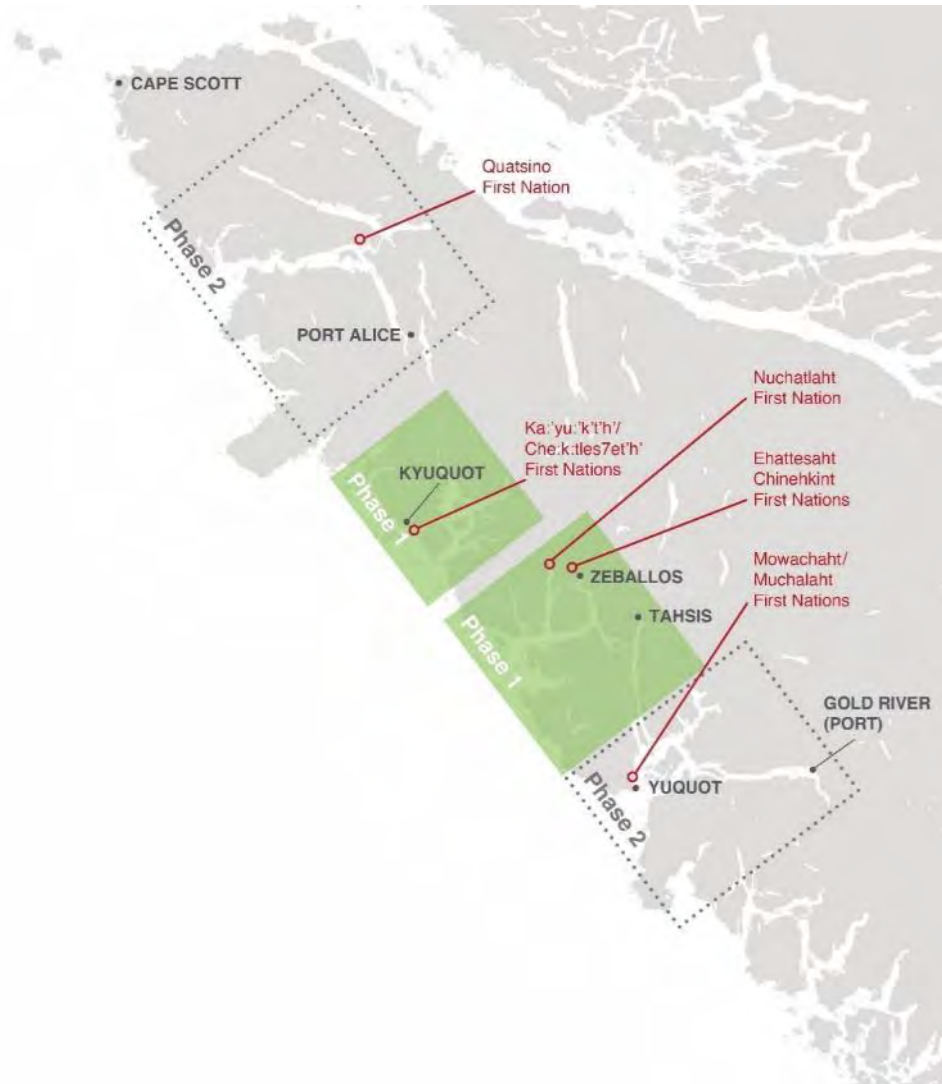 CAPE SCOTT
Quatsino
First Nation
Phase 2
PORT ALICE
Nuchatlaht
First Nation
Ka:'yu:'k't'h'/
Che:k:tles7et'h'
First Nations
KYUQUOT
Phase 1
Ehattesaht
Chinehkint
First Nations
ZEBALLOS
Mowachaht/
Muchalaht
First Nations
TAHSIS
Phase 1
GOLD RIVER
(PORT)
YUQUOT
Phase 2